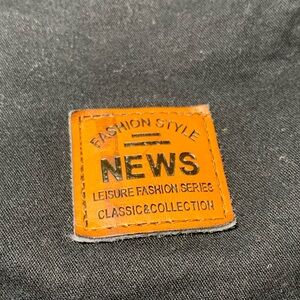 FASHION STYLE
NEWS
LEISURE FASHION SERIES
CLASSIC&COLLECTION